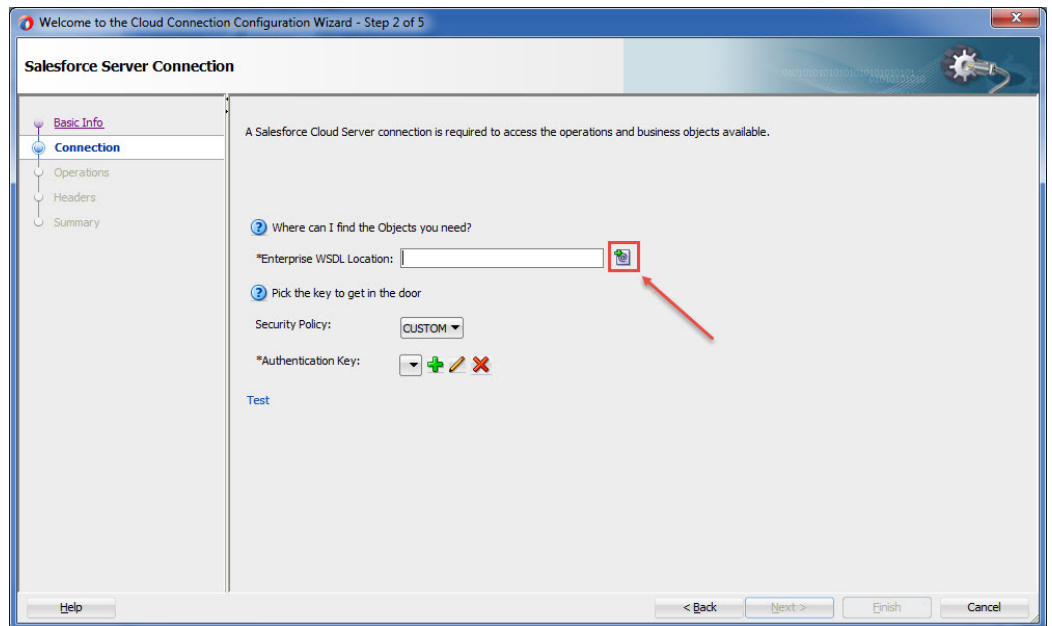 Welcome to the Cloud Connection Configuration Wizard - Step 2 of 5
Salesforce Server Connection
Basic Info
Connection
Operations
Headers
Summary
A Salesforce Cloud Server connection is required to access the operations and business objects available.
Where can I find the Objects you need?
*Enterprise WSDL Location:
Pick the key to get in the door
Security Policy: CUSTOM
*Authentication Key:
Test
Help < Back Next > Finish Cancel